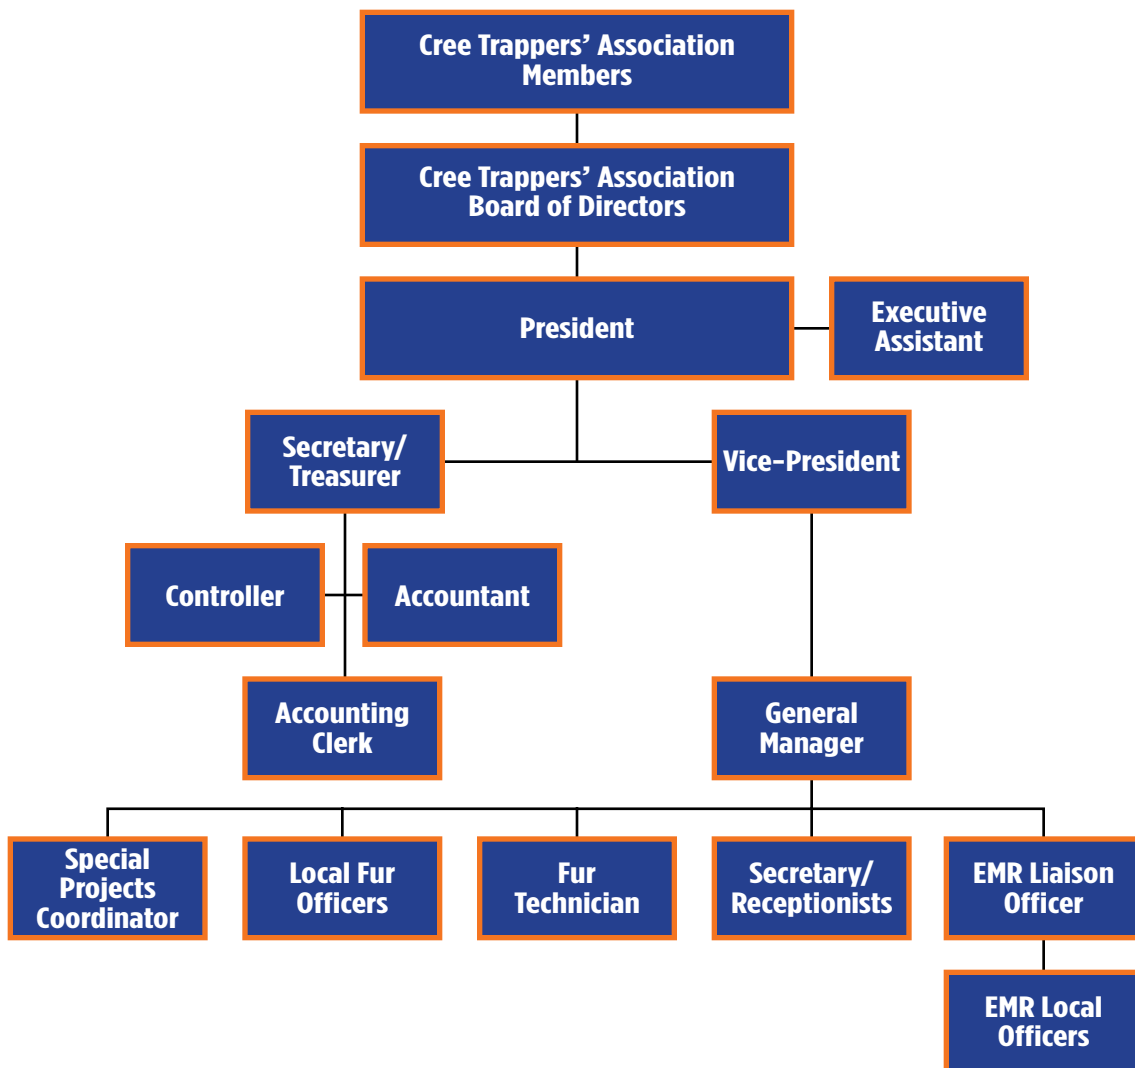 Cree Trappers’ Association
Members
Cree Trappers’ Association
Board of Directors
President
Executive
Assistant
Secretary/
Treasurer
Vice-President
Controller
Accountant
Accounting
Clerk
General
Manager
Special
Projects
Coordinator
Local Fur
Officers
Fur
Technician
Secretary/
Receptionists
EMR Liaison
Officer
EMR Local
Officers